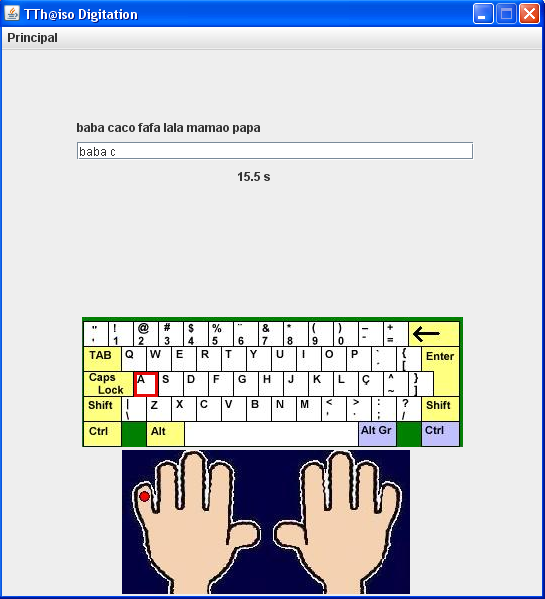 TTh@iso Digitation
Principal
baba caco fafa lala mamao papa
baba c
15.5 s
" ! @ # $ % ¨ & * ( ) _ +
' 1 2 3 4 5 6 7 8 9 0 - =
TAB Q W E R T Y U I O P ` { Enter
´ [
Caps Lock A S D F G H J K L Ç ^ }
~ ]
Shift | Z X C V B N M < > : ? Shift
\ , . ; /
Ctrl Alt Alt Gr Ctrl